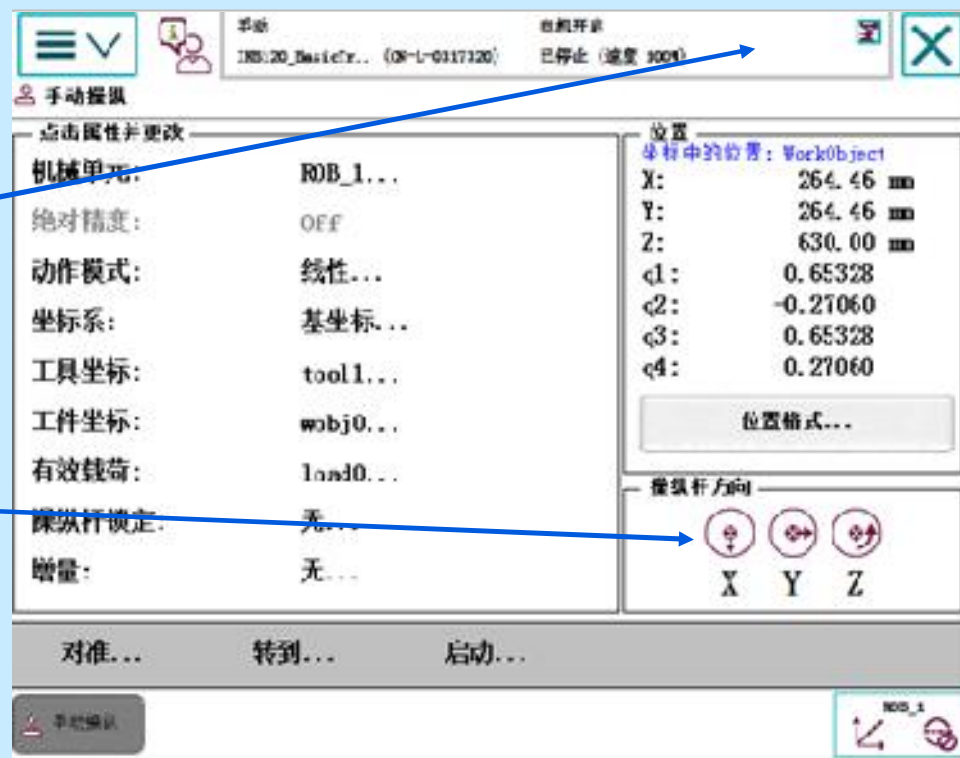 手动
电机开启
已停止 (速度 100%)
手动操纵
点击属性并更改
机械单元: ROB_1...
绝对精度: Off
动作模式: 线性...
坐标系: 基坐标...
工具坐标: tool1...
工件坐标: wobj0...
有效载荷: load0...
操纵杆锁定: 无...
增量: 无...
位置
坐标中的位置: WorkObject
X: 264.46 mm
Y: 264.46 mm
Z: 630.00 mm
q1: 0.65328
q2: -0.27060
q3: 0.65328
q4: 0.27060
位置格式...
操纵杆方向
X Y Z
对准... 转到... 启动...
手动操纵
ROB_1